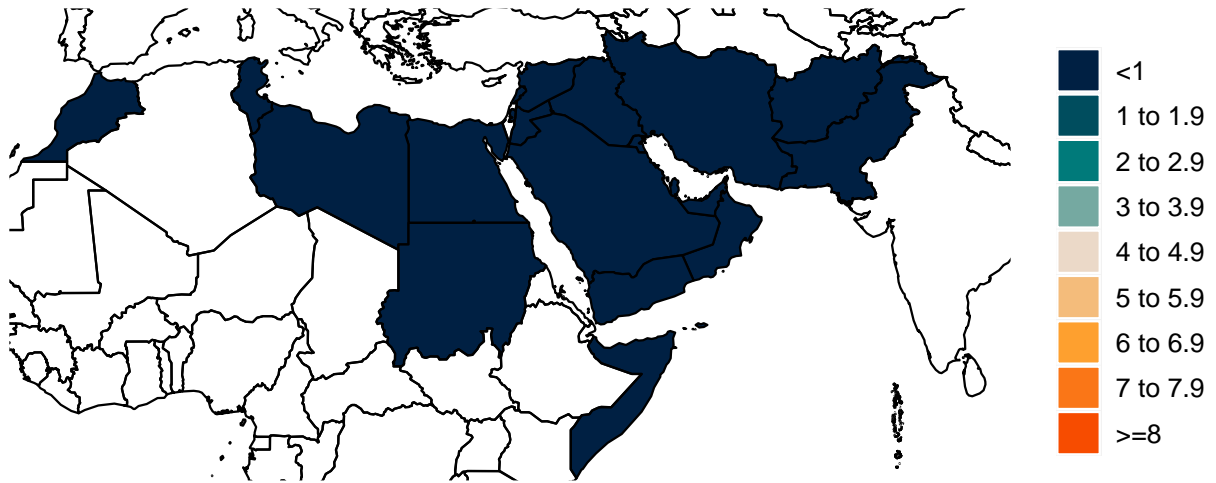 <1
1 to 1.9
2 to 2.9
3 to 3.9
4 to 4.9
5 to 5.9
6 to 6.9
7 to 7.9
>=8